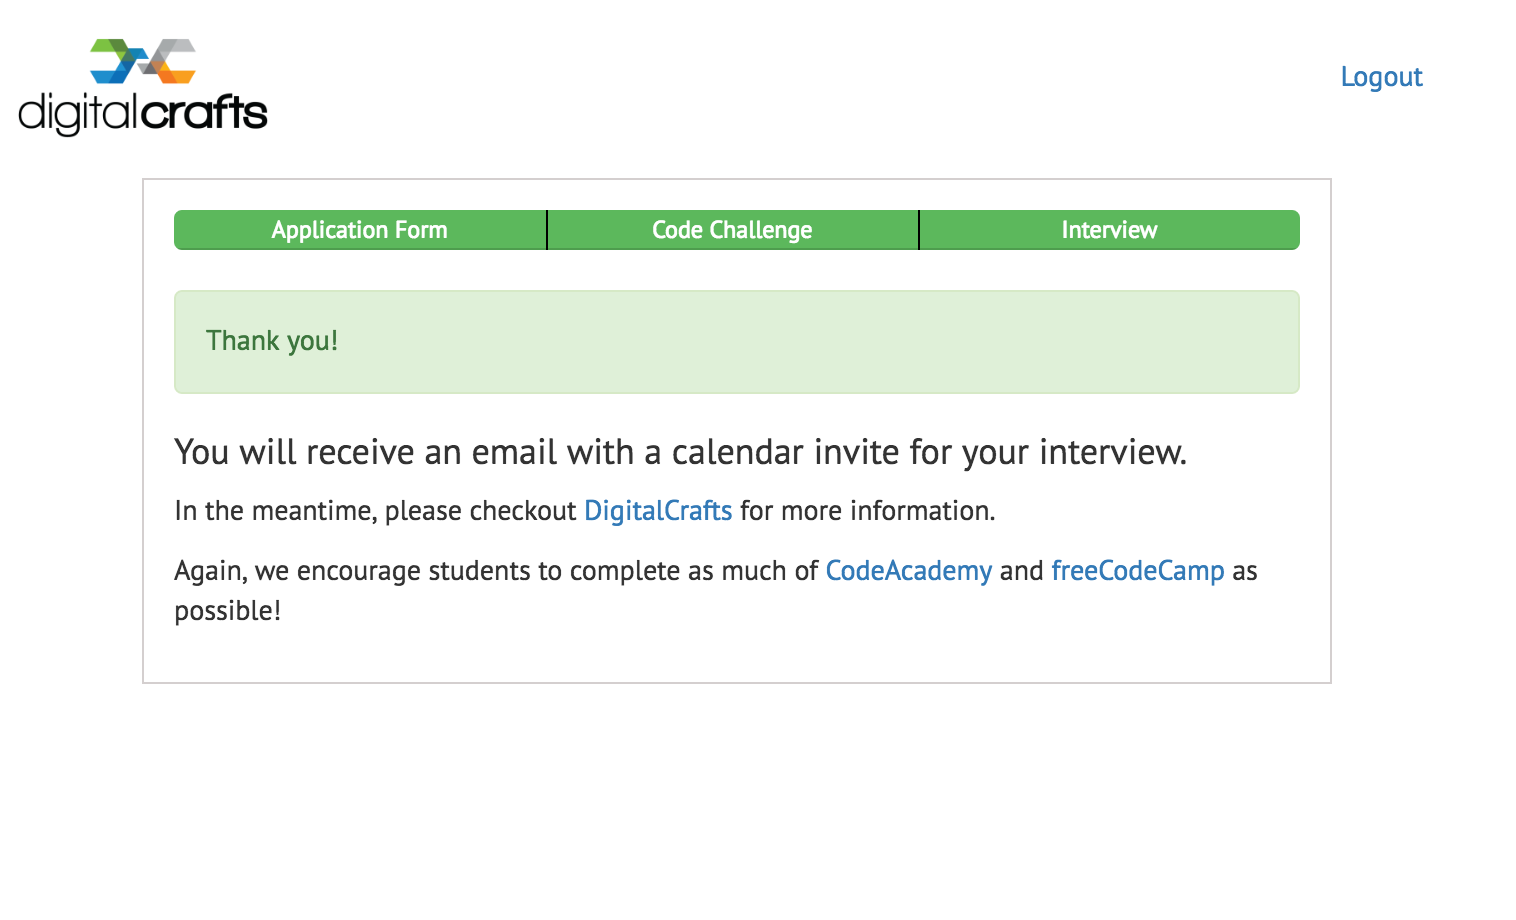 digitalcrafts
Logout
Application Form
Code Challenge
Interview
Thank you!
You will receive an email with a calendar invite for your interview.
In the meantime, please checkout DigitalCrafts for more information.
Again, we encourage students to complete as much of CodeAcademy and freeCodeCamp as
possible!